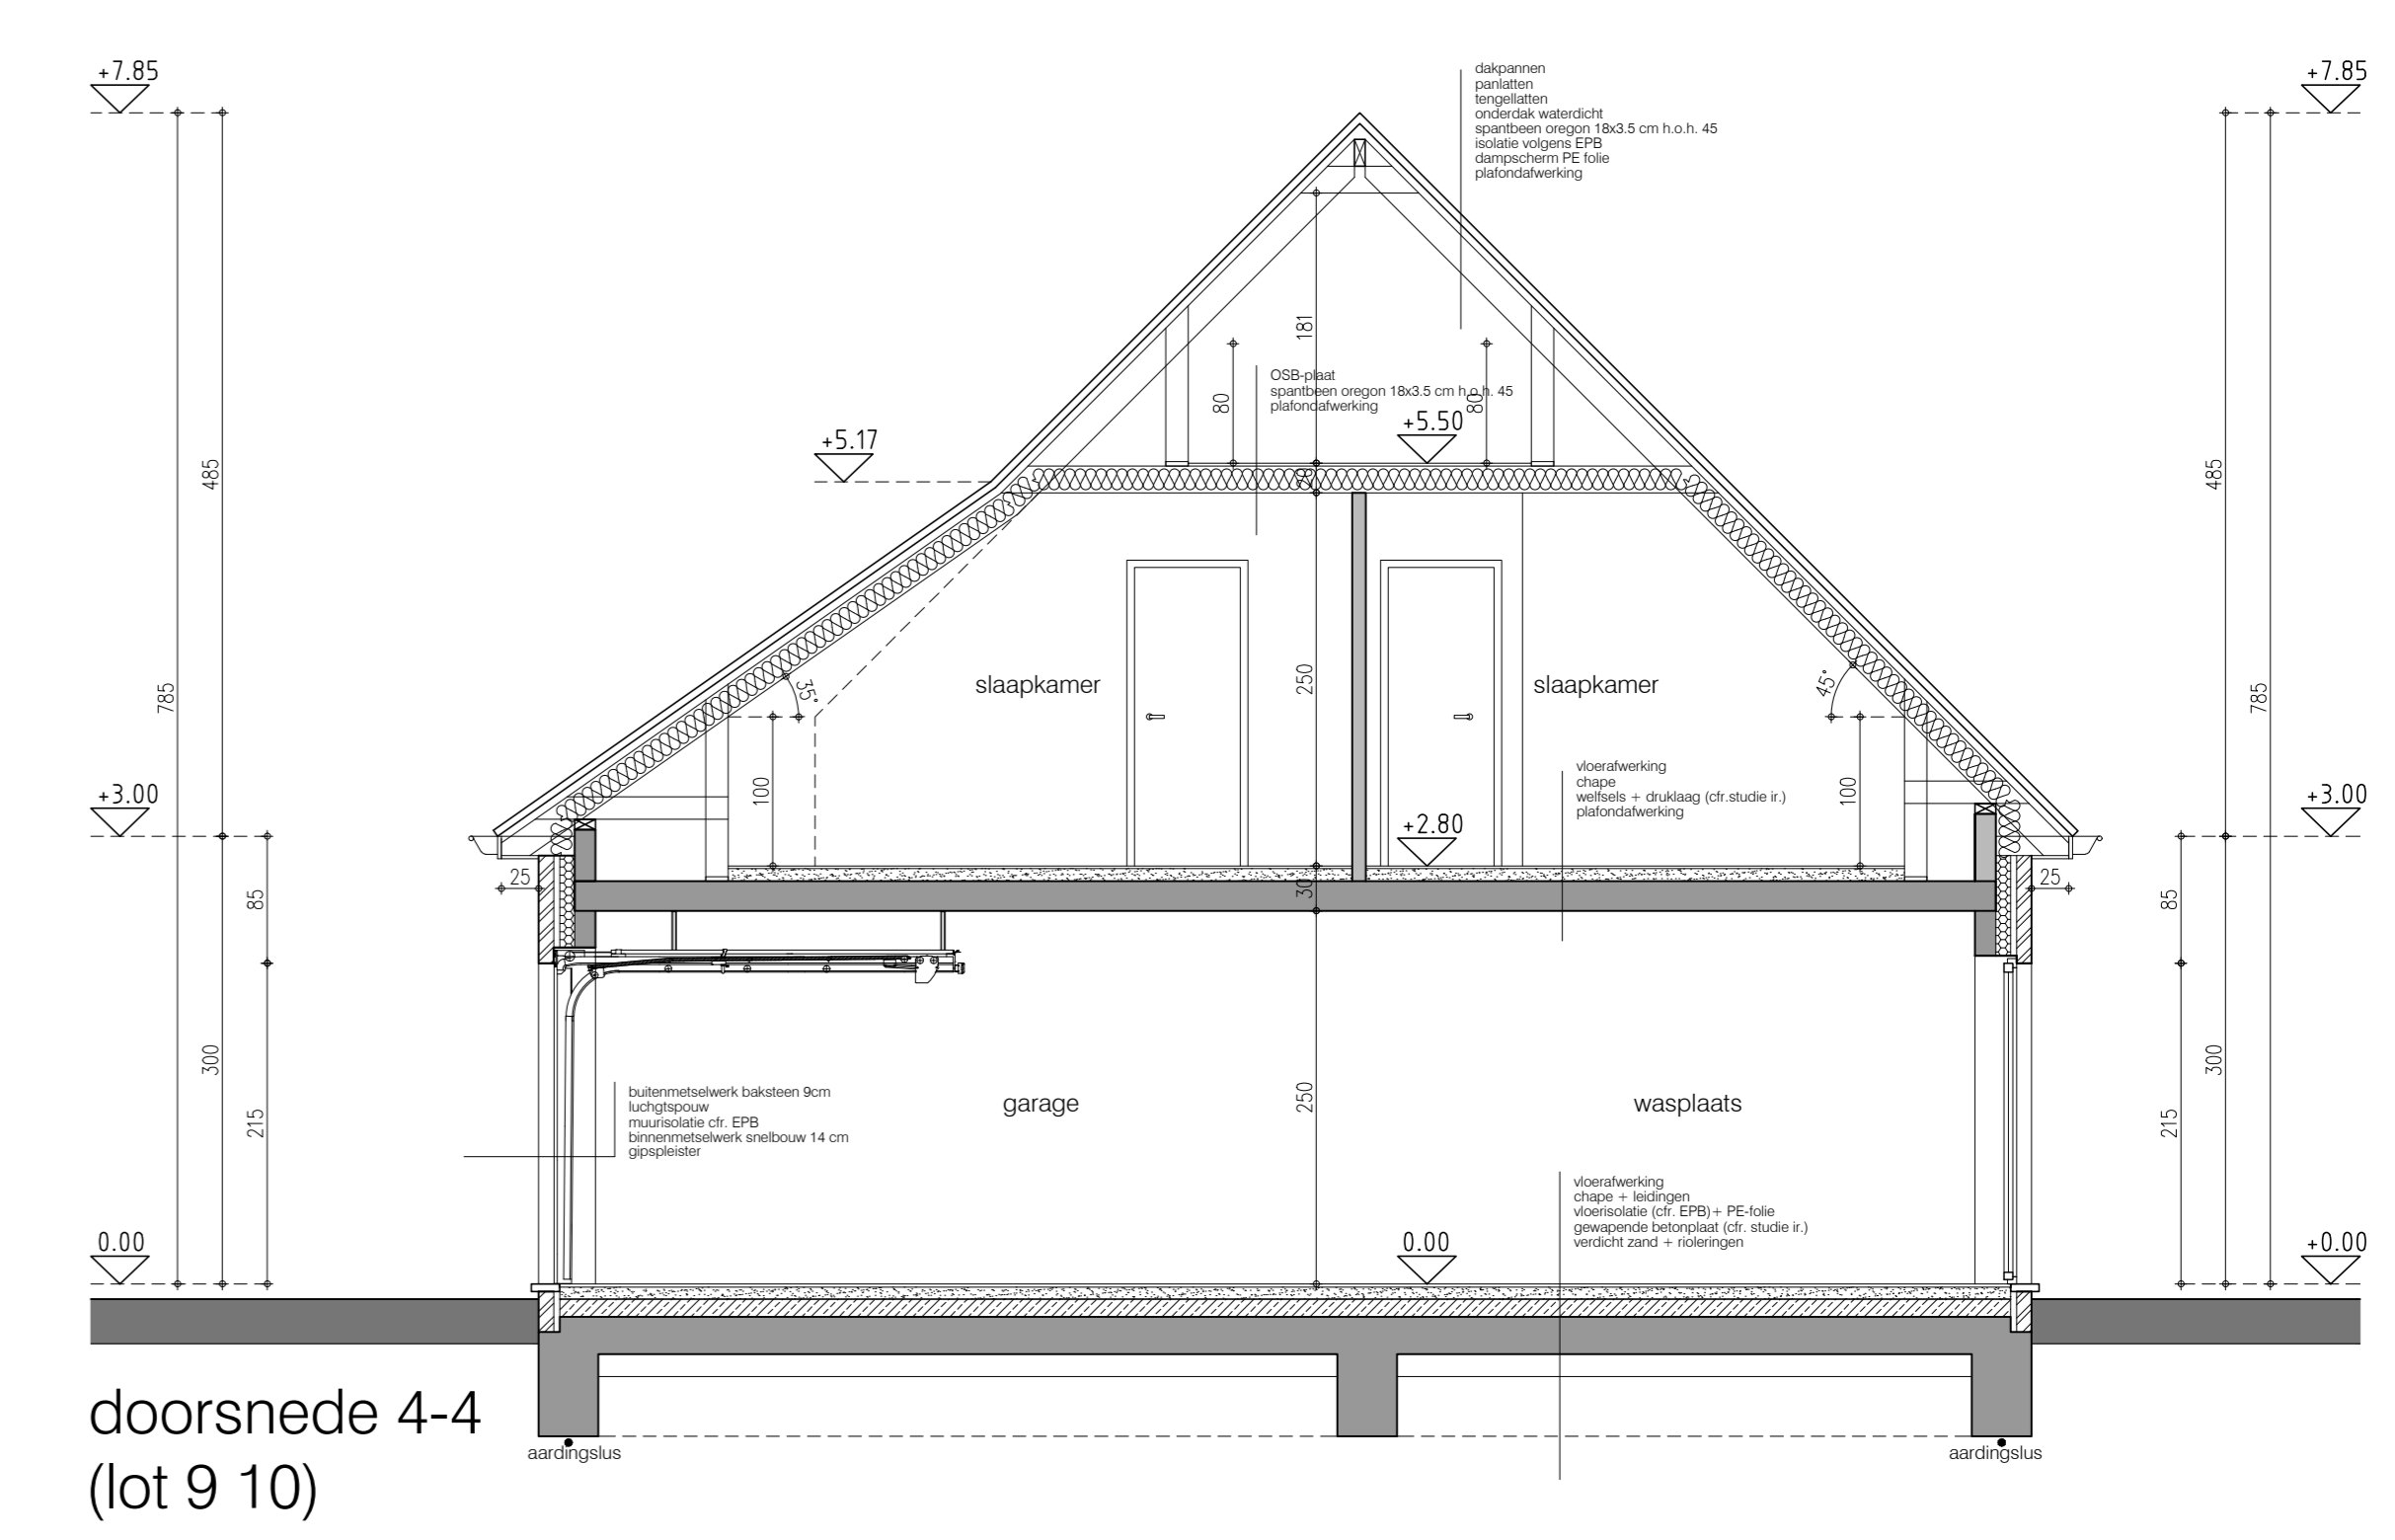 +7.85
+7.85
dakpannen
panlatten
tengellatten
onderdak waterdicht
spantbeen oregon 18x3.5 cm h.o.h. 45
isolatie volgens EPB
dampscherm PE folie
plafondafwerking
181
80
80
OSB-plaat
spantbeen oregon 18x3.5 cm h.o.h. 45
plafondafwerking
+5.50
+5.17
485
485
20
35°
45°
slaapkamer
slaapkamer
250
785
785
100
100
vloerafwerking
chape
welfsels + druklaag (cfr.studie ir.)
plafondafwerking
+3.00
+3.00
+2.80
25
25
30
85
85
300
300
215
215
250
buitenmetselwerk baksteen 9cm
luchgtspouw
muurisolatie cfr. EPB
binnenmetselwerk snelbouw 14 cm
gipspleister
garage
wasplaats
vloerafwerking
chape + leidingen
vloerisolatie (cfr. EPB)+ PE-folie
gewapende betonplaat (cfr. studie ir.)
verdicht zand + rioleringen
0.00
0.00
+0.00
doorsnede 4-4
(lot 9 10)
aardingslus
aardingslus